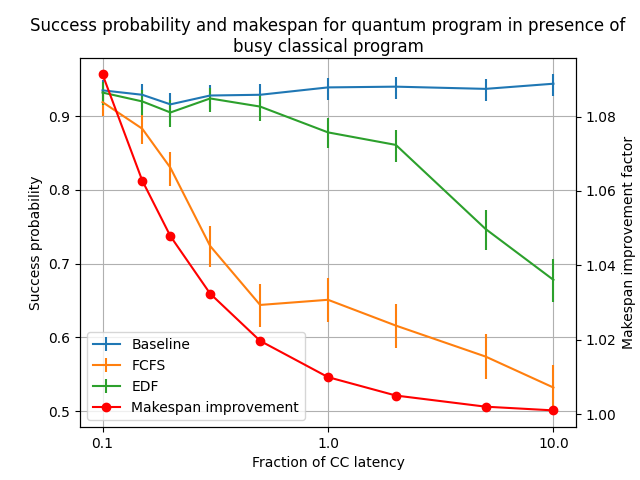 Success probability and makespan for quantum program in presence of
busy classical program
Success probability
0.9
0.8
0.7
0.6
0.5
1.08
1.06
1.04
1.02
1.00
Makespan improvement factor
Baseline
FCFS
EDF
Makespan improvement
0.1
1.0
10.0
Fraction of CC latency